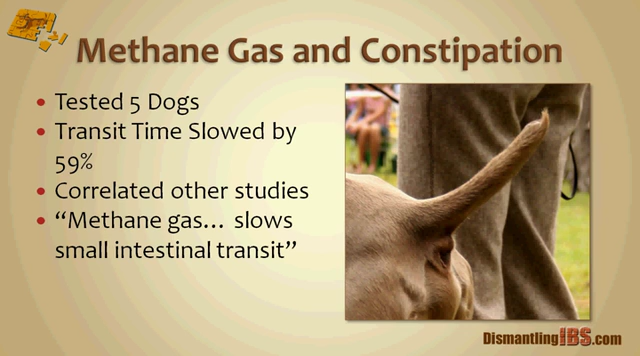 Methane Gas and Constipation
• Tested 5 Dogs
• Transit Time Slowed by
59%
• Correlated other studies
• “Methane gas… slows
small intestinal transit”
DismantlingIBS.com